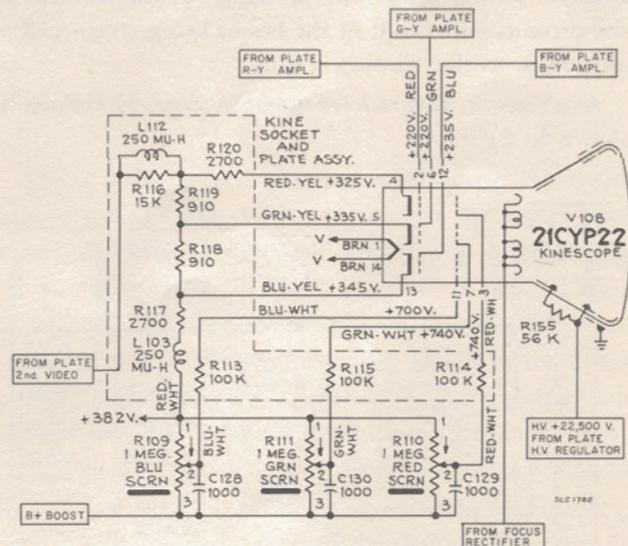 FROM PLATE
G-Y AMPL.
FROM PLATE
R-Y AMPL.
FROM PLATE
B-Y AMPL.
KINE
SOCKET
AND
PLATE ASSY.
L112
250 MU-H
R116
15K
R120
2700
R119
910
RED-YEL +325V. 4
+220V. RED
+220V. GRN
+235V. BLU
2 6 12
GRN-YEL +335V. 5
V BRN 1
V BRN 14
R118
910
BLU-YEL +345V. 13
BLU-WHT +700V. 11
GRN-WHT +740V. 7
+740V. 3
RED-WH
V 108
21CYP22
KINESCOPE
R155
56 K
R117
2700
L103
250
MU-H
FROM PLATE
2nd. VIDEO
RED-
WHT
R113
100K
R115
100K
R114
100 K
RED-WHT
H.V. +22,500 V.
FROM PLATE
H.V. REGULATOR
+382V.
R109
1 MEG.
BLU
SCRN
1
2
3
BLU-
WHT
C128
1000
R111
1 MEG.
GRN
SCRN
1
2
3
GRN-
WHT
C130
1000
R110
1 MEG.
RED
SCRN
1
2
3
C129
1000
SLC1780
B+ BOOST
FROM FOCUS
RECTIFIER